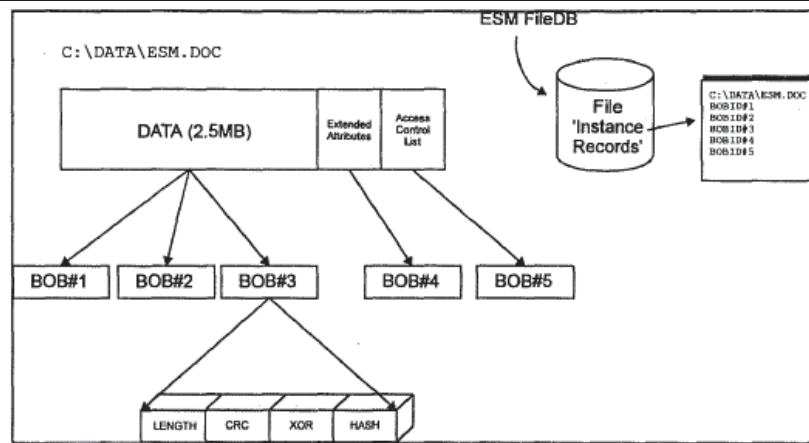 ESM FileDB
C:\DATA\ESM.DOC
DATA (2.5MB)
Extended
Attributes
Access
Control
List
File
'Instance
Records'
C:\DATA\ESM.DOC
BOBID#1
BOBID#2
BOBID#3
BOBID#4
BOBID#5
BOB#1
BOB#2
BOB#3
BOB#4
BOB#5
LENGTH
CRC
XOR
HASH